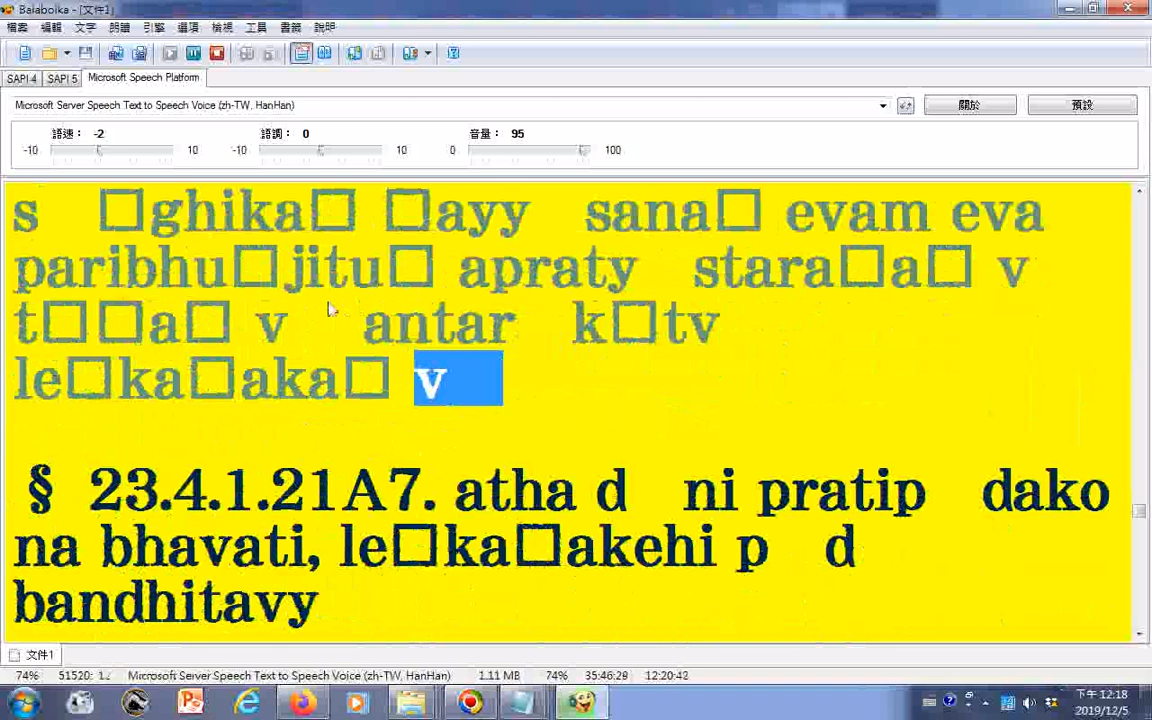 Balabolka - [文件1]
檔案 編輯 文字 朗讀 引擎 選項 檢視 工具 書籤 說明
SAPI 4 SAPI 5 Microsoft Speech Platform
Microsoft Server Speech Text to Speech Voice (zh-TW, HanHan) 關於 預設
語速： -2 語調： 0 音量： 95
-10 10 -10 10 0 100
s □ghika□ □ayy sana□ evam eva
paribhu□jitu□ apraty stara□a□ v
t□□a□ v antar k□tv
le□ka□aka□ v
§ 23.4.1.21A7. atha d ni pratip dako
na bhavati, le□ka□akehi p d
bandhitavy
文件1
74% 51520: Microsoft Server Speech Text to Speech Voice (zh-TW, HanHan) 1.11 MB 74% 35:46:29 12:20:42
下午 12:18
2019/12/5